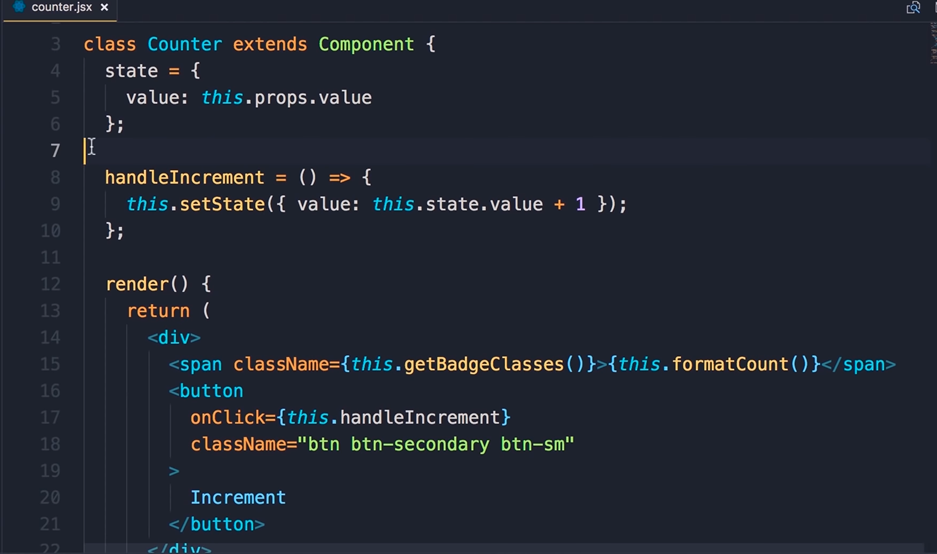 counter.jsx ×
3 class Counter extends Component {
4 state = {
5 value: this.props.value
6 };
7
8 handleIncrement = () => {
9 this.setState({ value: this.state.value + 1 });
10 };
11
12 render() {
13 return (
14 <div>
15 <span className={this.getBadgeClasses()}>{this.formatCount()}</span>
16 <button
17 onClick={this.handleIncrement}
18 className="btn btn-secondary btn-sm"
19 >
20 Increment
21 </button>
22 </div>